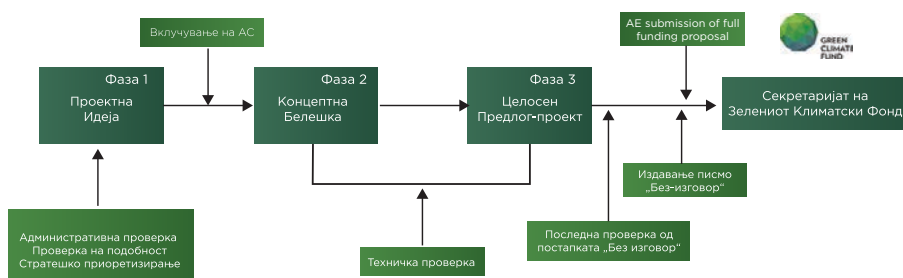 Вклучување на АС
AE submission of full
funding proposal
GREEN
CLIMATE
FUND
Фаза 1
Проектна
Идеја
Фаза 2
Концептна
Белешка
Фаза 3
Целосен
Предлог-проект
Секретаријат на
Зелениот Климатски Фонд
Издавање писмо
„Без-изговор“
Административна проверка
Проверка на подобност
Стратешко приоретизирање
Техничка проверка
Последна проверка од
постапката „Без изговор“